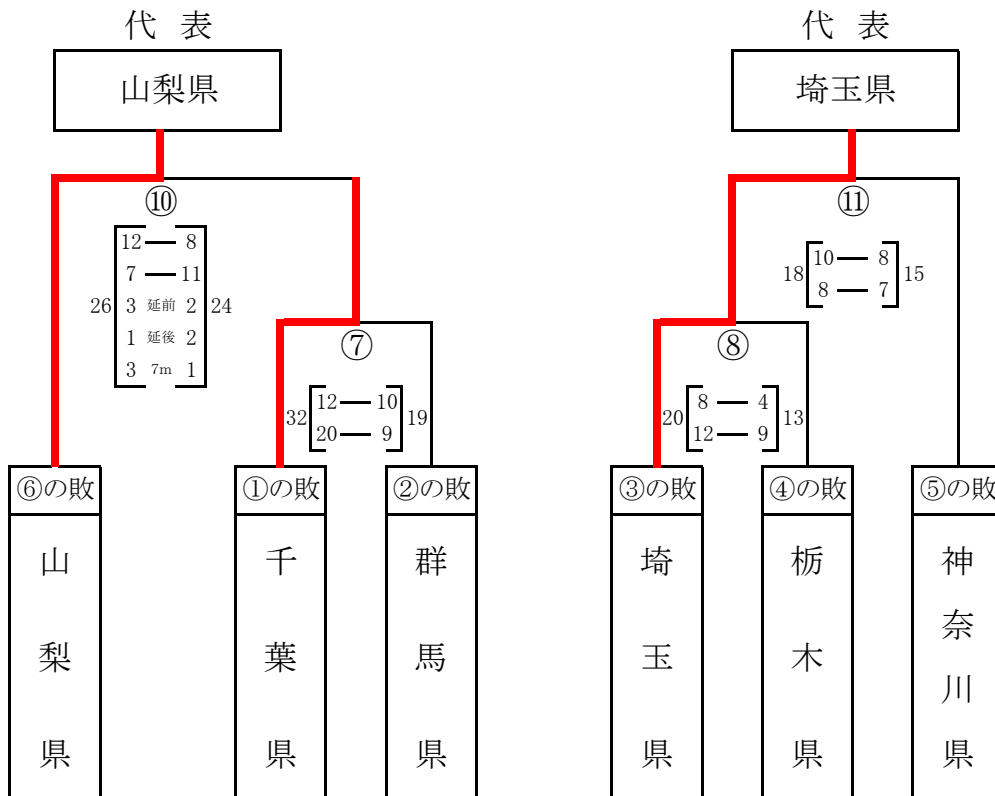 代 表
山梨県
⑩
12 8
7 11
26 3 延前 2 24
1 延後 2
3 7m 1
⑦
12 10
32 19
20 9
⑥の敗
山梨県
①の敗
千葉県
②の敗
群馬県
代 表
埼玉県
⑪
10 8
18 15
8 7
⑧
8 4
20 13
12 9
③の敗
埼玉県
④の敗
栃木県
⑤の敗
神奈川県